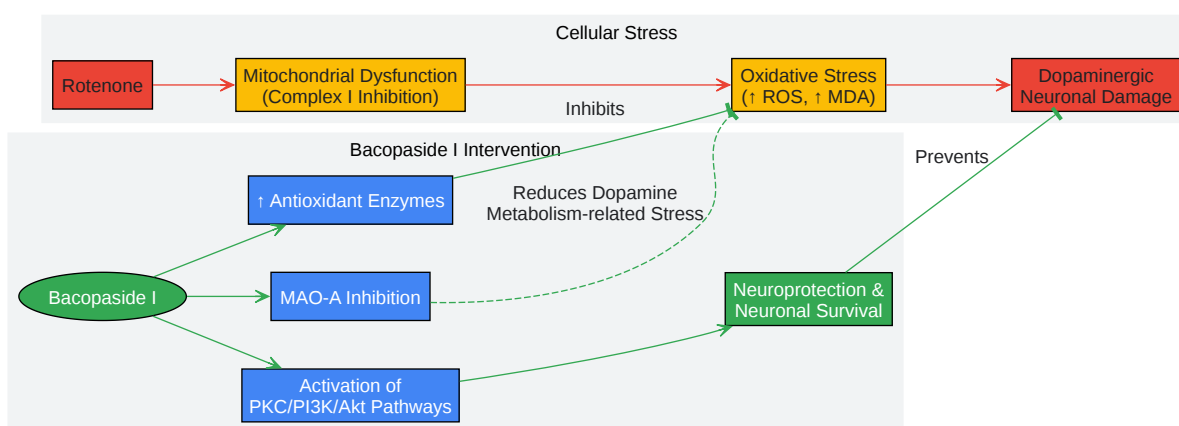 Cellular Stress
Rotenone
Mitochondrial Dysfunction
(Complex I Inhibition)
Oxidative Stress
(↑ ROS, ↑ MDA)
Dopaminergic
Neuronal Damage
Inhibits
Bacopaside I Intervention
Prevents
↑ Antioxidant Enzymes
Reduces Dopamine
Metabolism-related Stress
Bacopaside I
MAO-A Inhibition
Neuroprotection &
Neuronal Survival
Activation of
PKC/PI3K/Akt Pathways